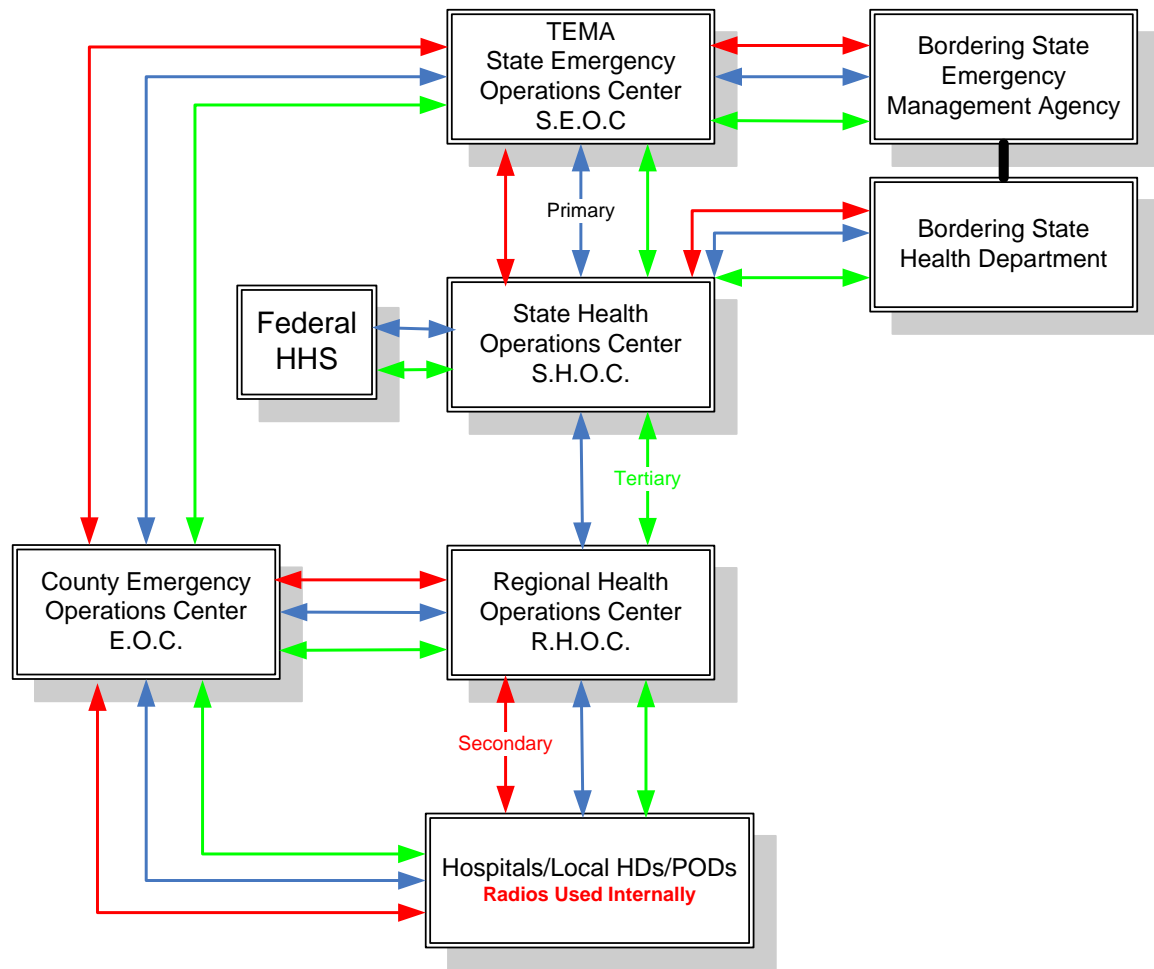 TEMA
State Emergency
Operations Center
S.E.O.C
Bordering State
Emergency
Management Agency
Primary
Bordering State
Health Department
Federal
HHS
State Health
Operations Center
S.H.O.C.
Tertiary
County Emergency
Operations Center
E.O.C.
Regional Health
Operations Center
R.H.O.C.
Secondary
Hospitals/Local HDs/PODs
Radios Used Internally